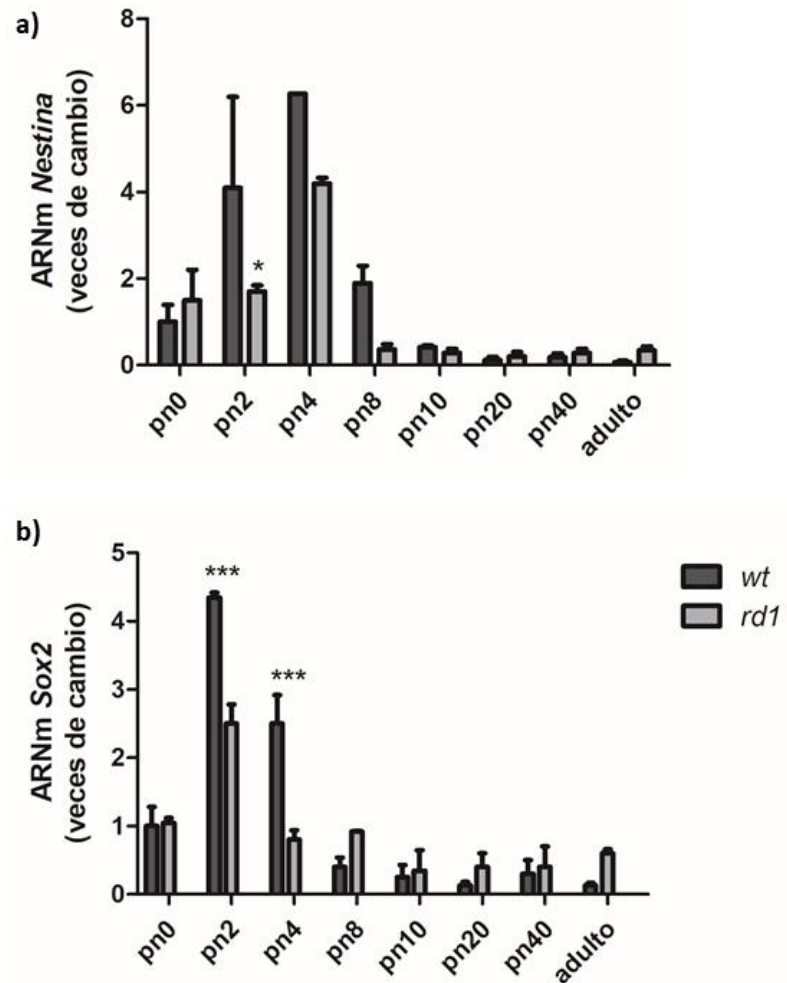 a)
ARNm Nestina
(veces de cambio)
8
6
4
2
0
*
pn0
pn2
pn4
pn8
pn10
pn20
pn40
adulto
b)
ARNm Sox2
(veces de cambio)
5
4
3
2
1
0
***
***
wt
rd1
pn0
pn2
pn4
pn8
pn10
pn20
pn40
adulto